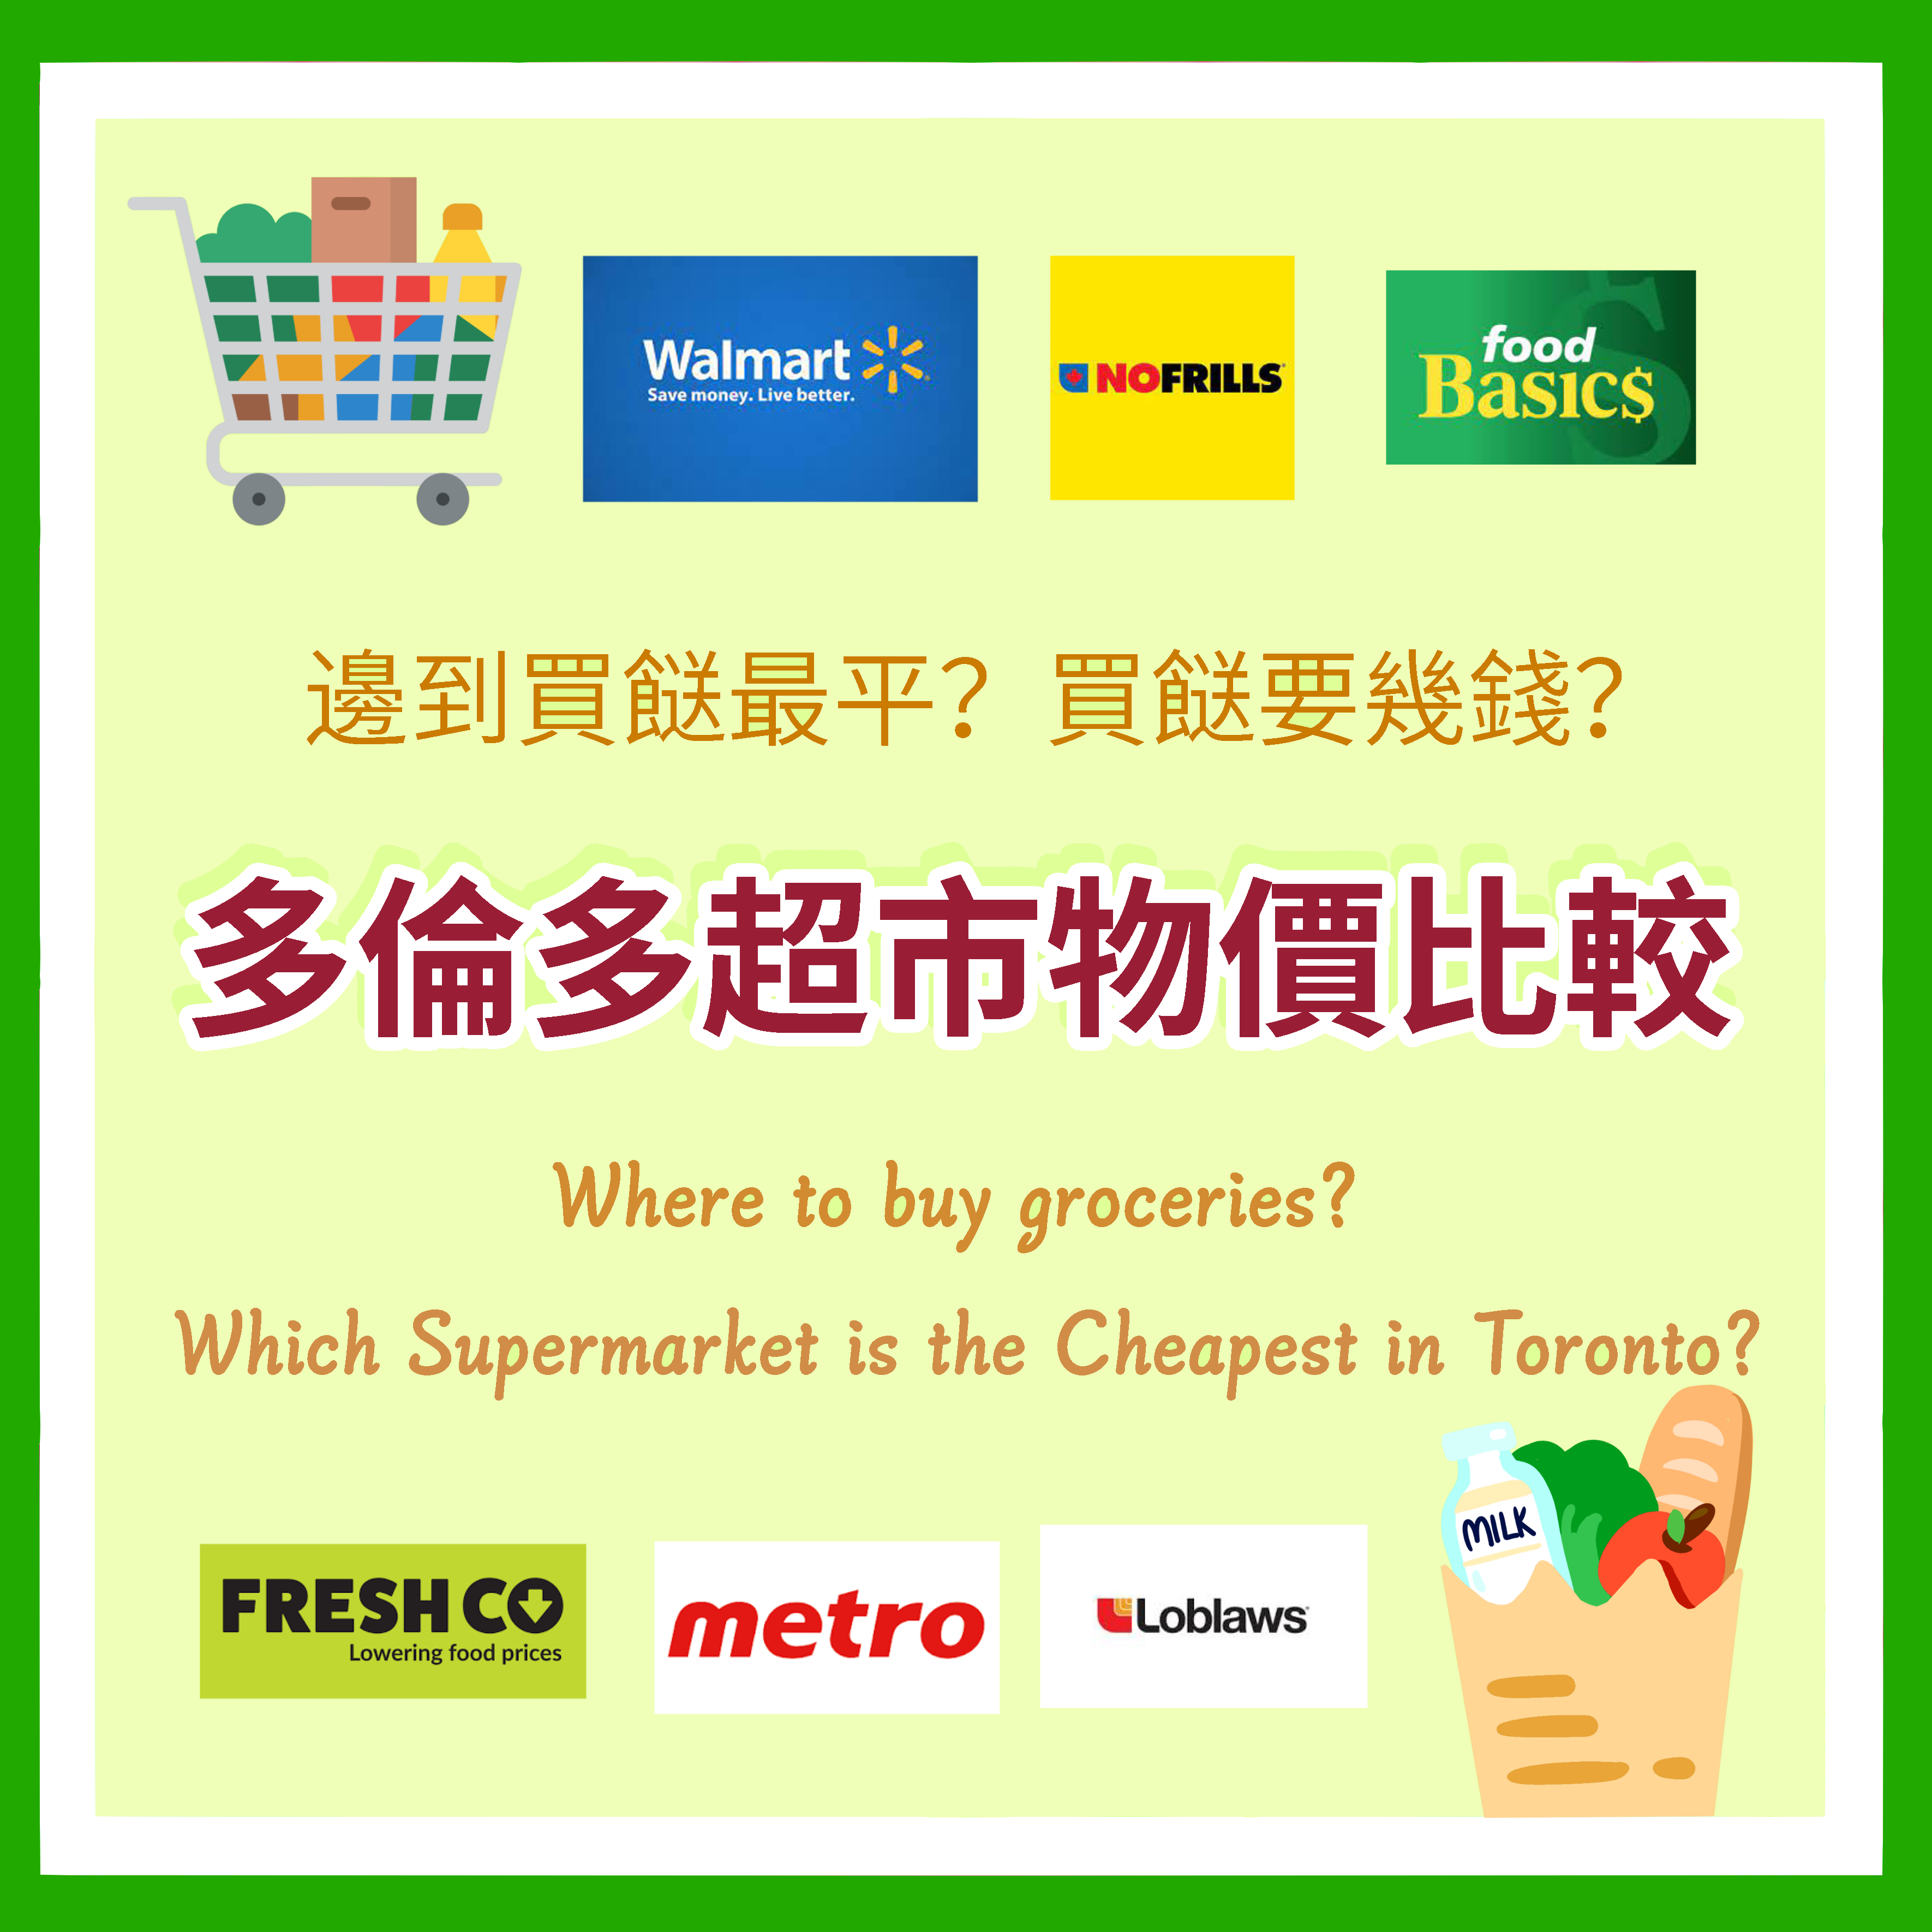 Walmart
Save money. Live better.
NOFRILLS
food
Basic$
邊到買餸最平？買餸要幾錢？
多倫多超市物價比較
Where to buy groceries?
Which Supermarket is the Cheapest in Toronto?
MILK
FRESHCO
Lowering food prices
metro
Loblaws